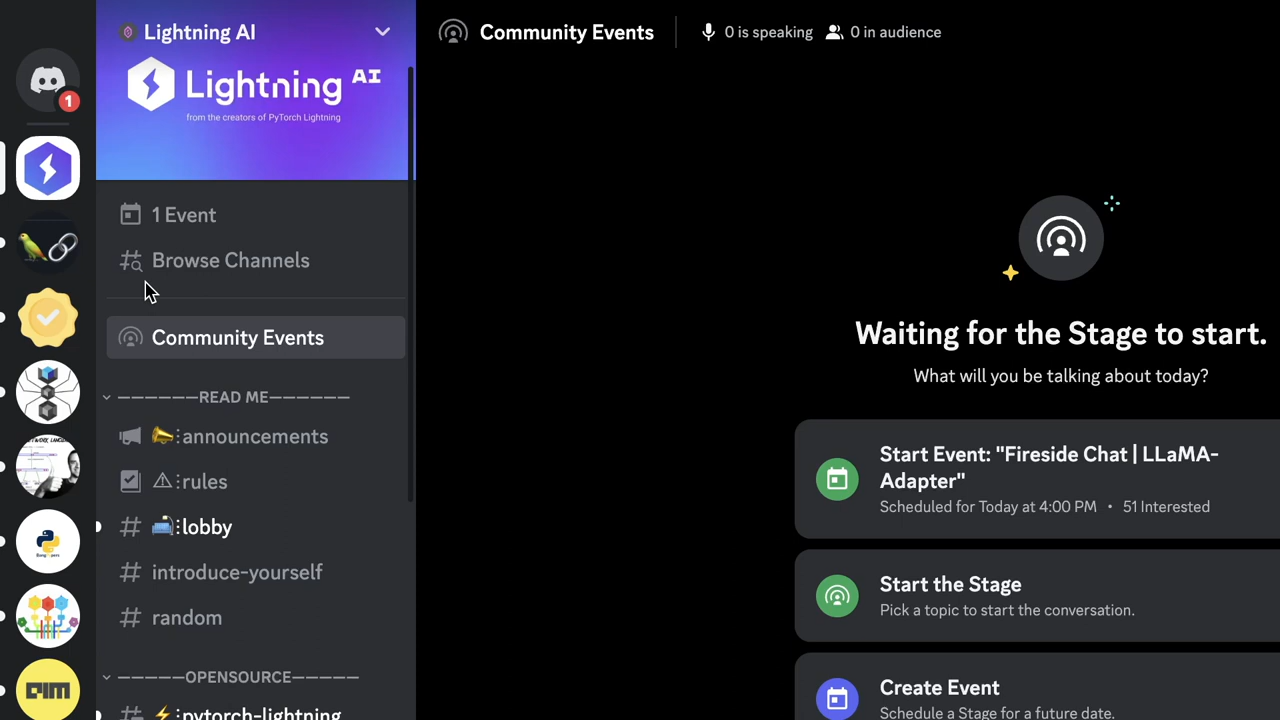 Lightning AI
Community Events
0 is speaking
0 in audience
Lightning AI
from the creators of PyTorch Lightning
1
1 Event
Browse Channels
Community Events
——————READ ME——————
announcements
rules
lobby
introduce-yourself
random
—————OPENSOURCE—————
pytorch-lightning
Waiting for the Stage to start.
What will you be talking about today?
Start Event: "Fireside Chat | LLaMA-
Adapter"
Scheduled for Today at 4:00 PM • 51 Interested
Start the Stage
Pick a topic to start the conversation.
Create Event
Schedule a Stage for a future date.